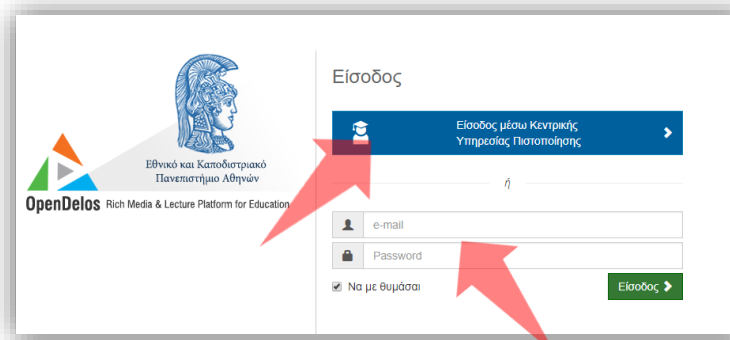 Εθνικό και Καποδιστριακό
Πανεπιστήμιο Αθηνών
OpenDelos Rich Media & Lecture Platform for Education
Είσοδος
Είσοδος μέσω Κεντρικής
Υπηρεσίας Πιστοποίησης
ή
e-mail
Password
Να με θυμάσαι
Είσοδος